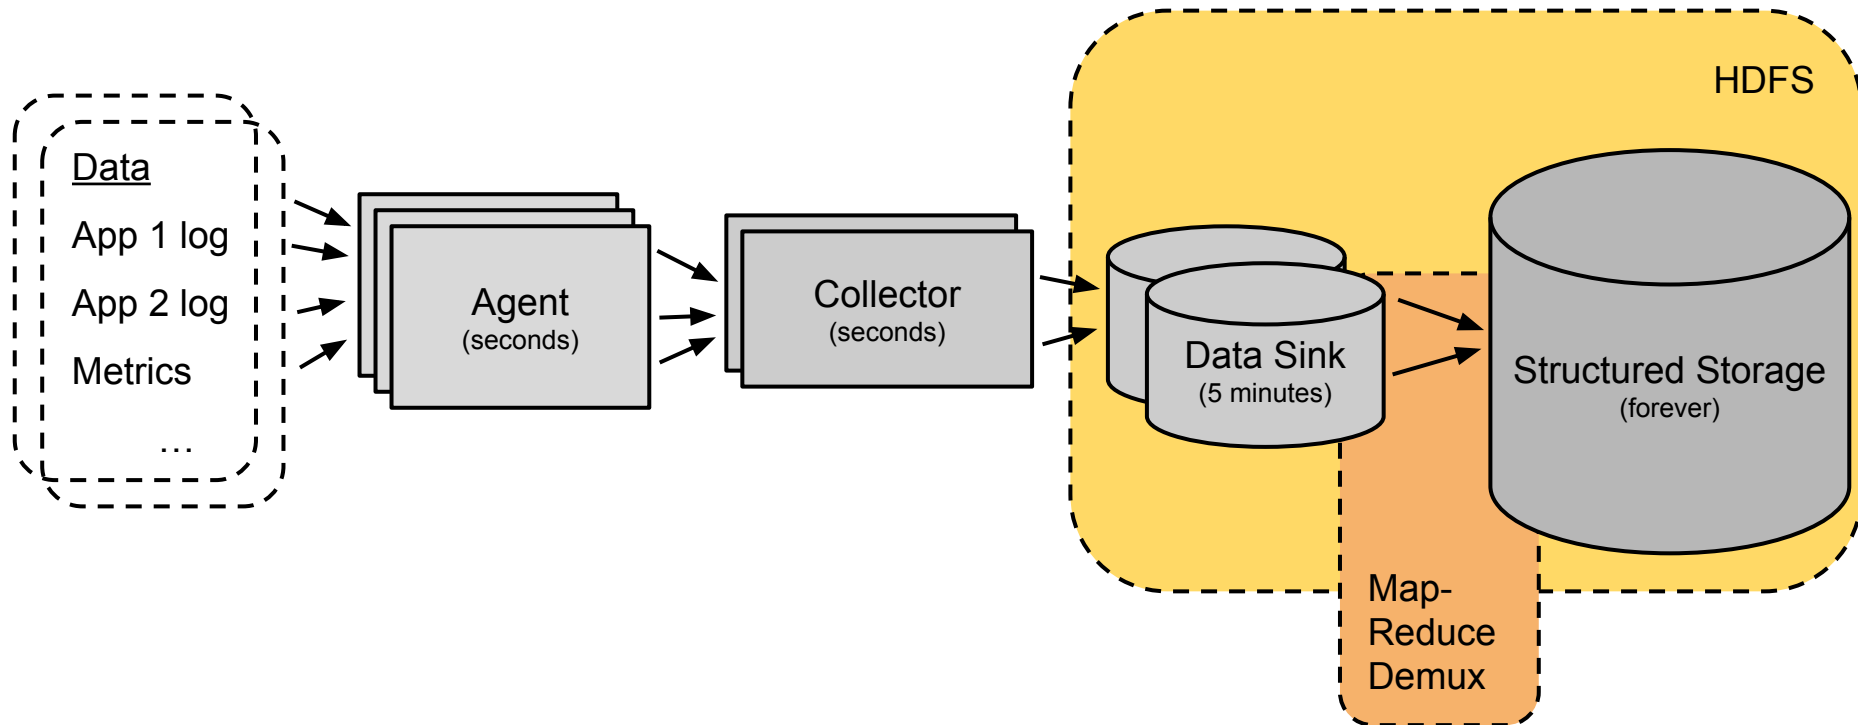 Data
App 1 log
App 2 log
Metrics
...
Agent
(seconds)
Collector
(seconds)
HDFS
Data Sink
(5 minutes)
Structured Storage
(forever)
Map-
Reduce
Demux